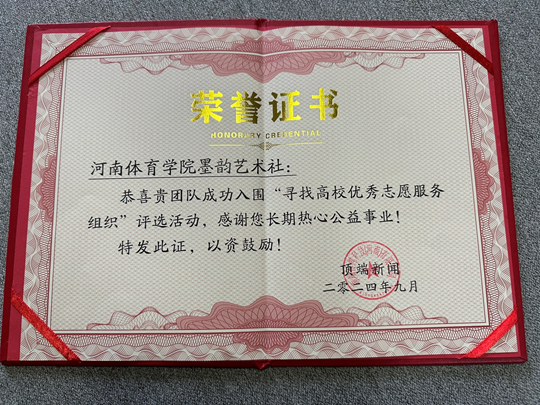 荣誉证书
HONORARY CREDENTIAL
河南体育学院墨韵艺术社：
恭喜贵团队成功入围“寻找高校优秀志愿服务
组织”评选活动，感谢您长期热心公益事业！
特发此证，以资鼓励！
顶端新闻
二零二四年九月